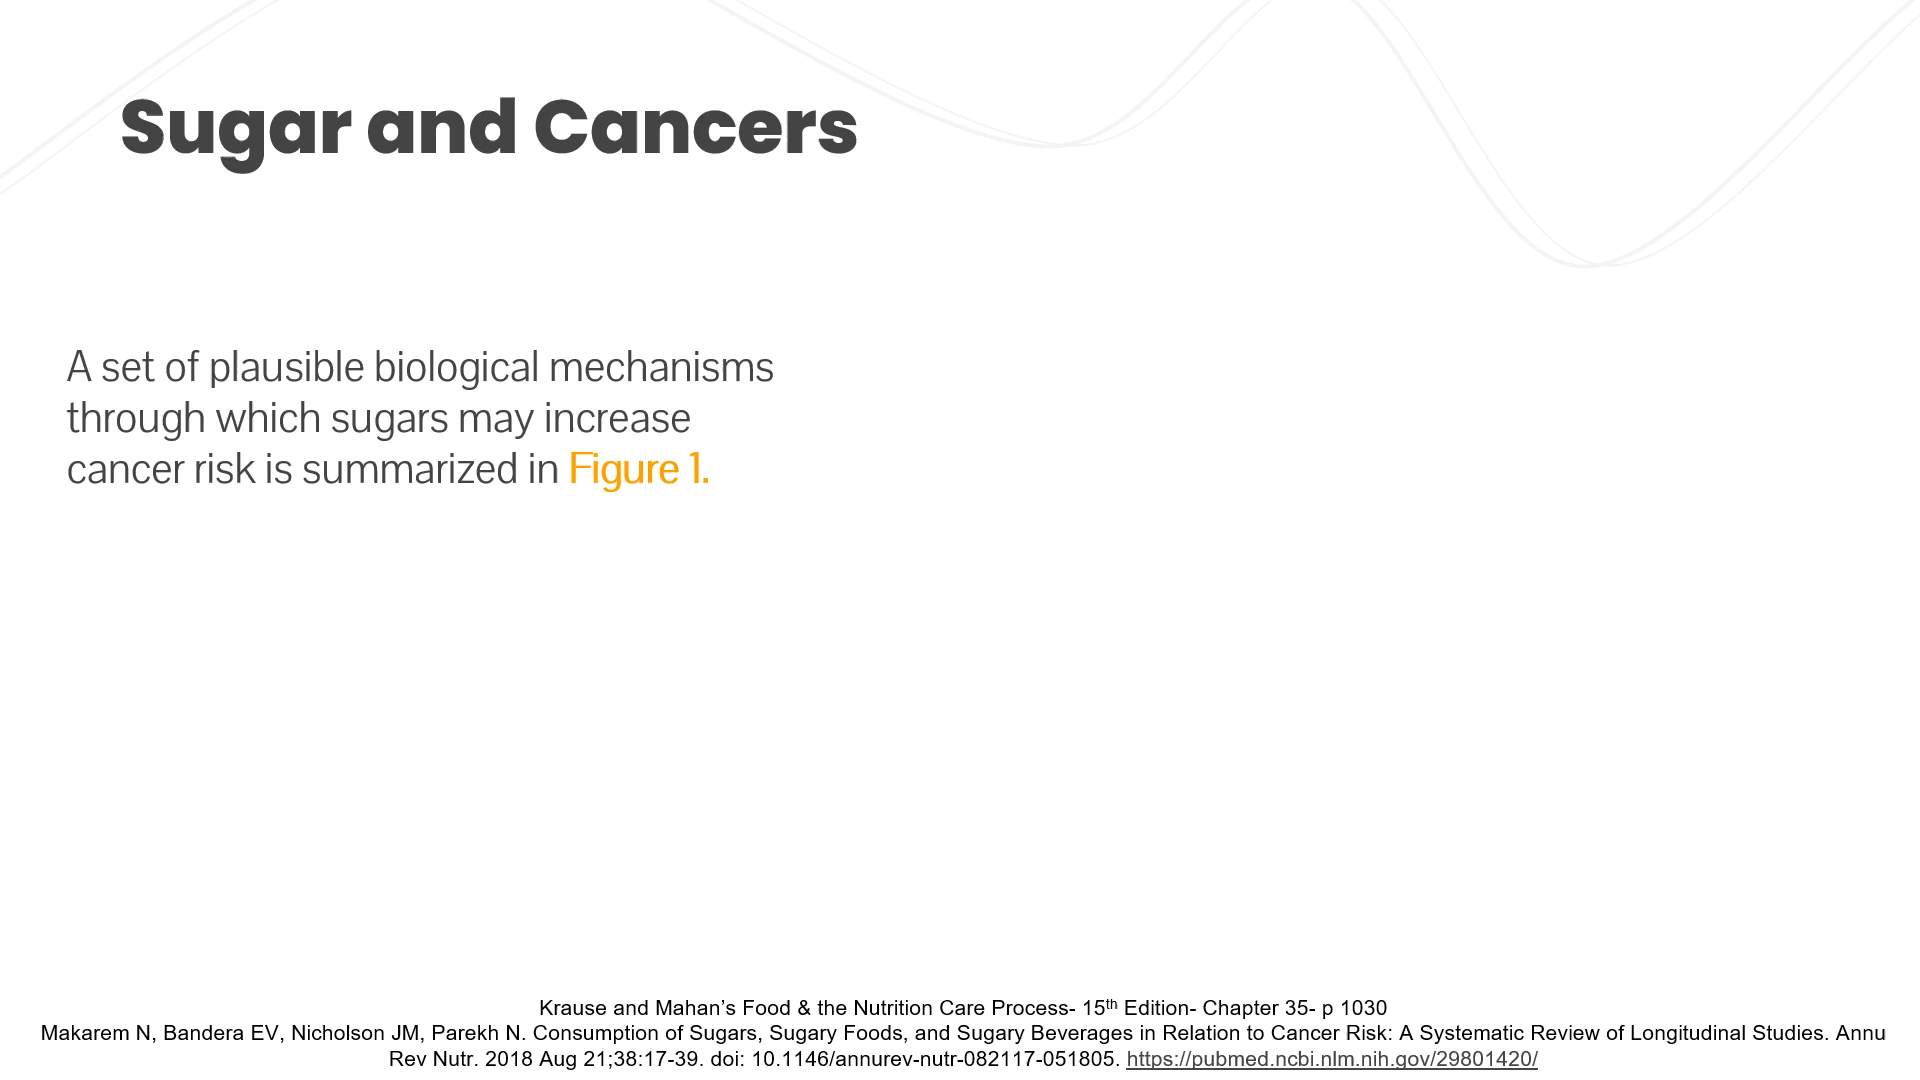 Sugar and Cancers
A set of plausible biological mechanisms
through which sugars may increase
cancer risk is summarized in Figure 1.
Krause and Mahan’s Food & the Nutrition Care Process- 15th Edition- Chapter 35- p 1030
Makarem N, Bandera EV, Nicholson JM, Parekh N. Consumption of Sugars, Sugary Foods, and Sugary Beverages in Relation to Cancer Risk: A Systematic Review of Longitudinal Studies. Annu
Rev Nutr. 2018 Aug 21;38:17-39. doi: 10.1146/annurev-nutr-082117-051805. https://pubmed.ncbi.nlm.nih.gov/29801420/